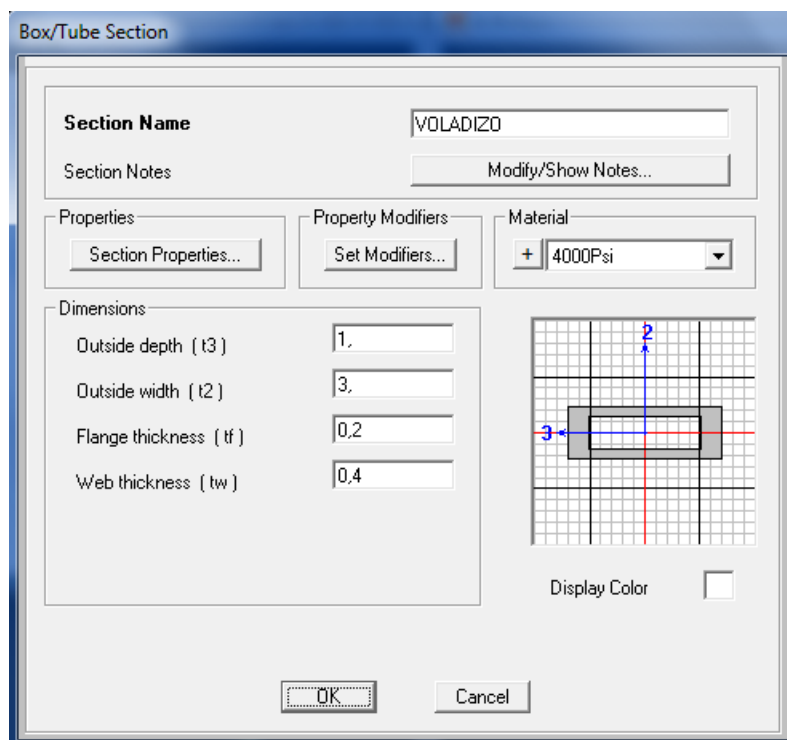 Box/Tube Section
Section Name
VOLADIZO
Section Notes
Modify/Show Notes...
Properties
Property Modifiers
Material
Section Properties...
Set Modifiers...
+
4000Psi
Dimensions
Outside depth ( t3 )
1,
Outside width ( t2 )
3,
Flange thickness ( tf )
0,2
Web thickness ( tw )
0,4
2
3
Display Color
OK
Cancel